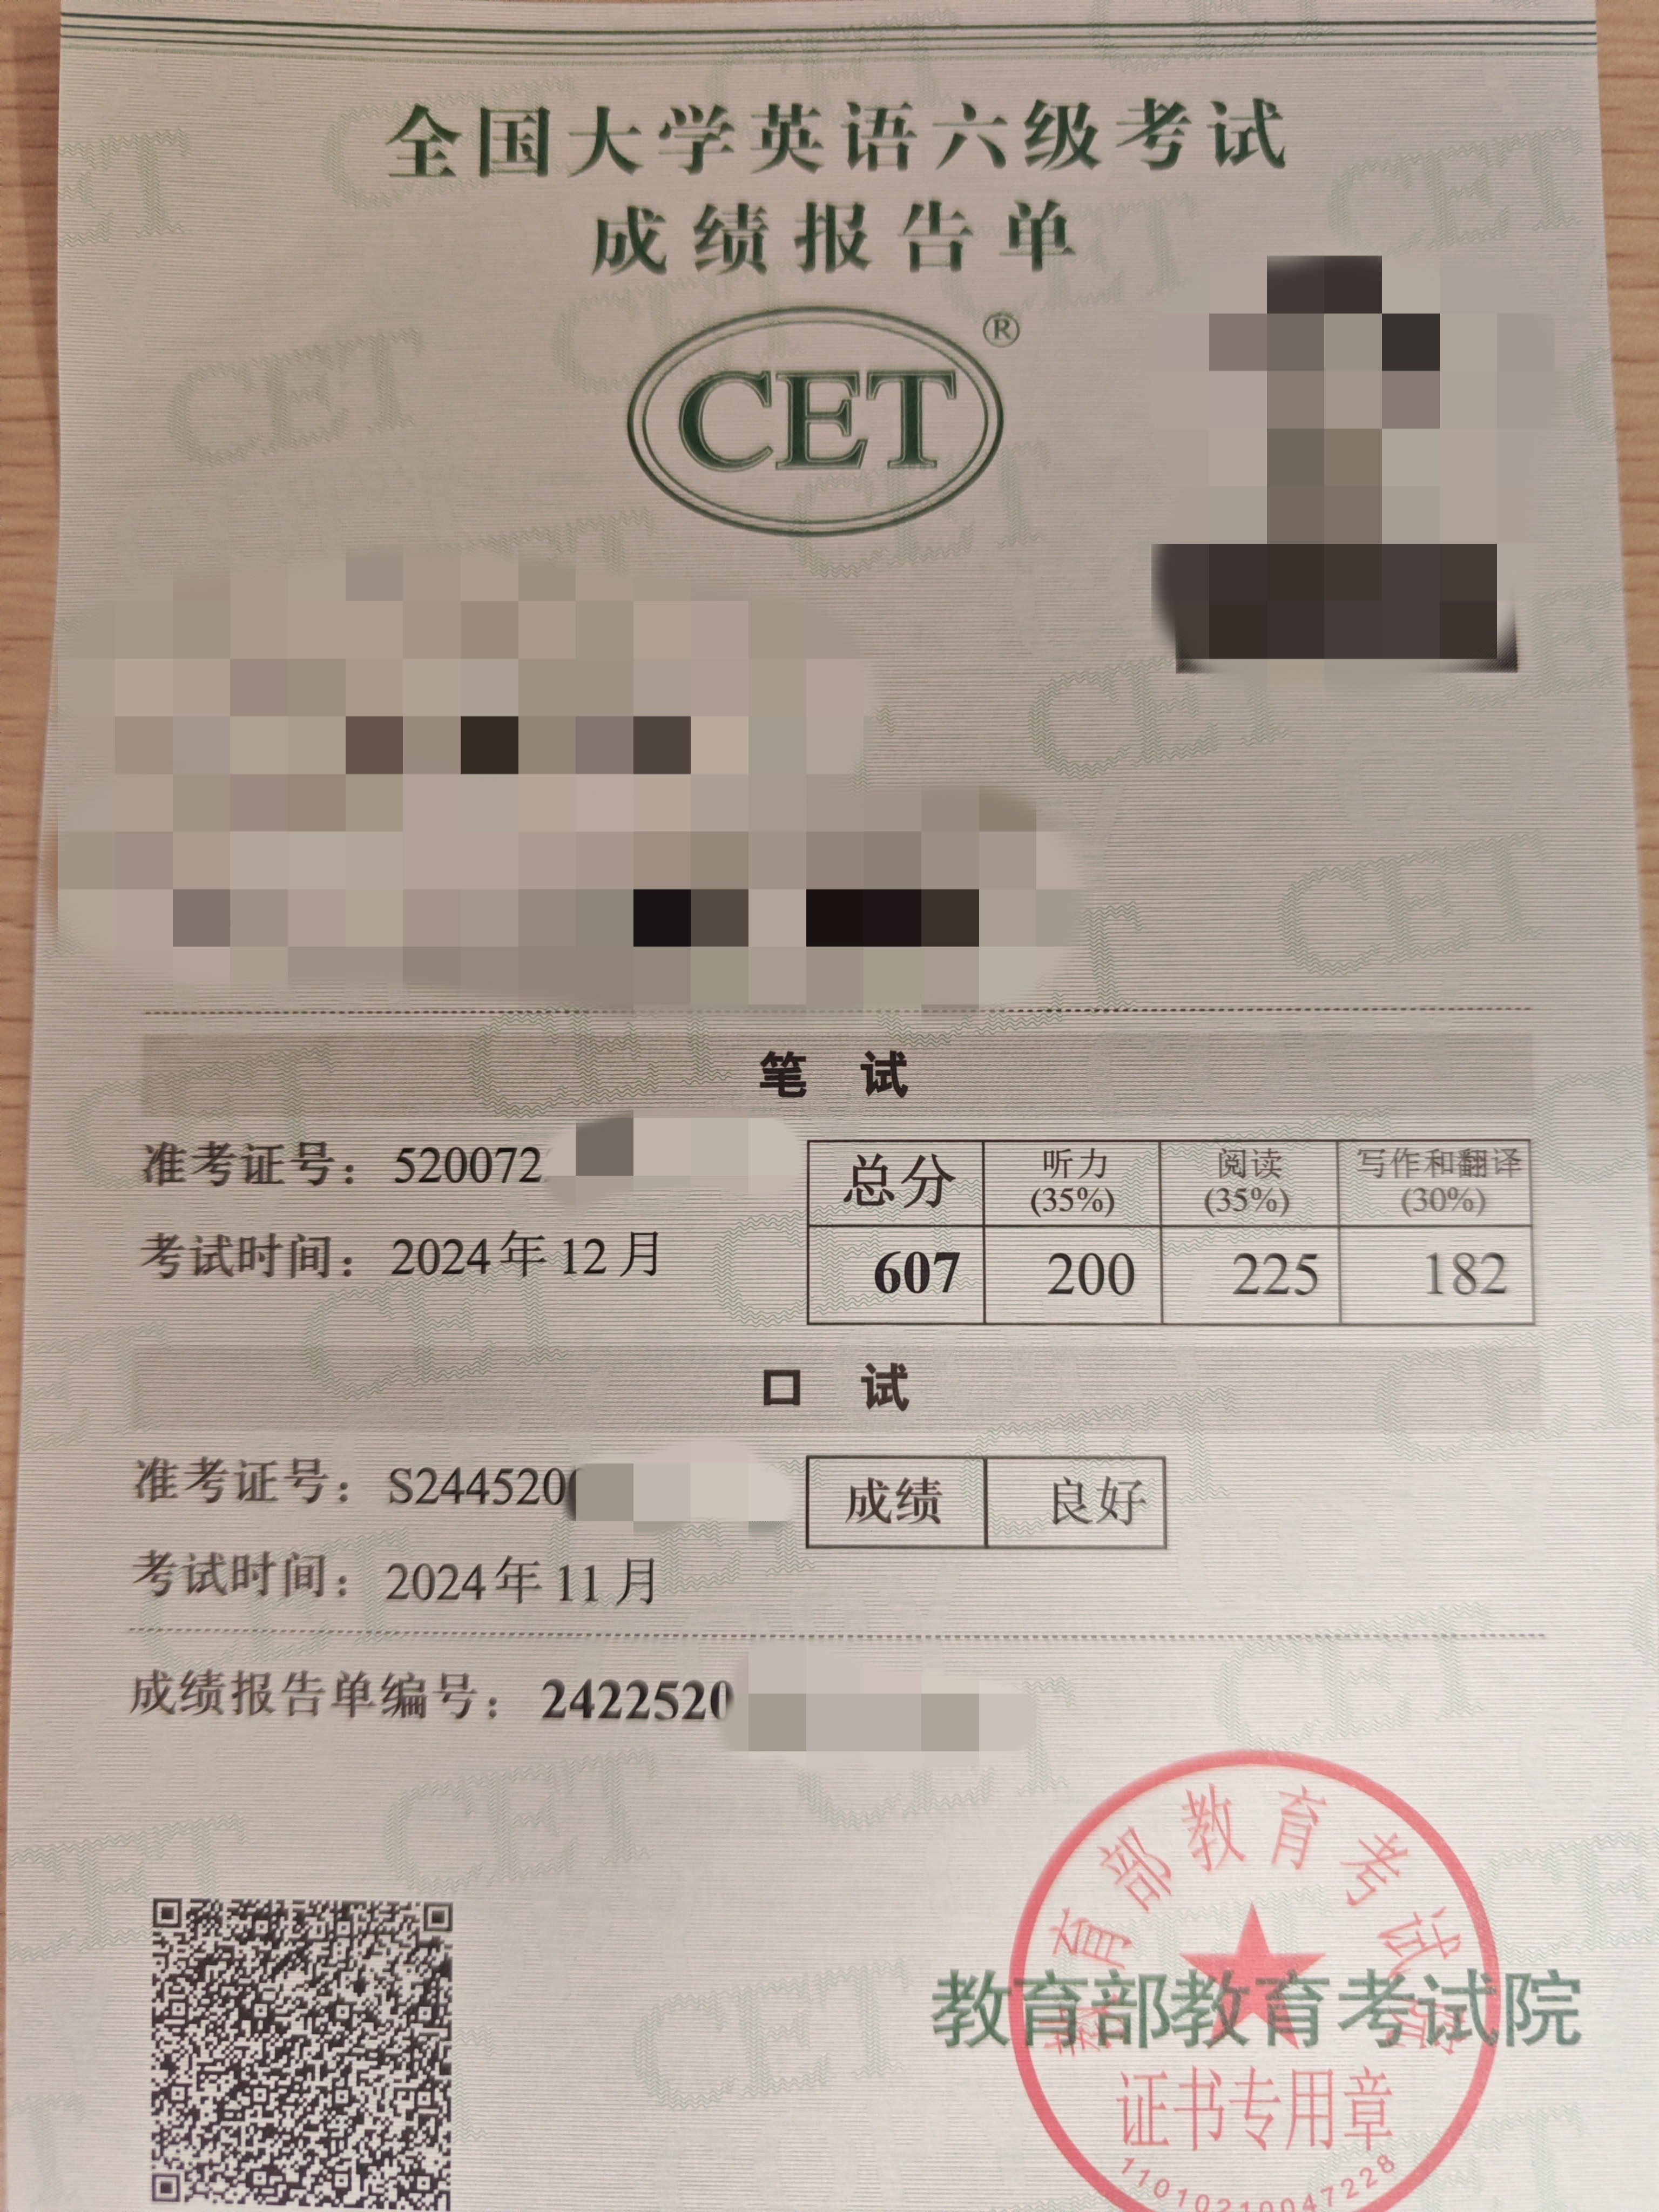 全国大学英语六级考试
成绩报告单
CET®
笔 试
准考证号：520072
考试时间：2024年12月
总分 听力(35%) 阅读(35%) 写作和翻译(30%)
607 200 225 182
口 试
准考证号：S244520
考试时间：2024年11月
成绩 良好
成绩报告单编号：2422520
教育部教育考试院
教育部教育考试院
证书专用章
11010210047228